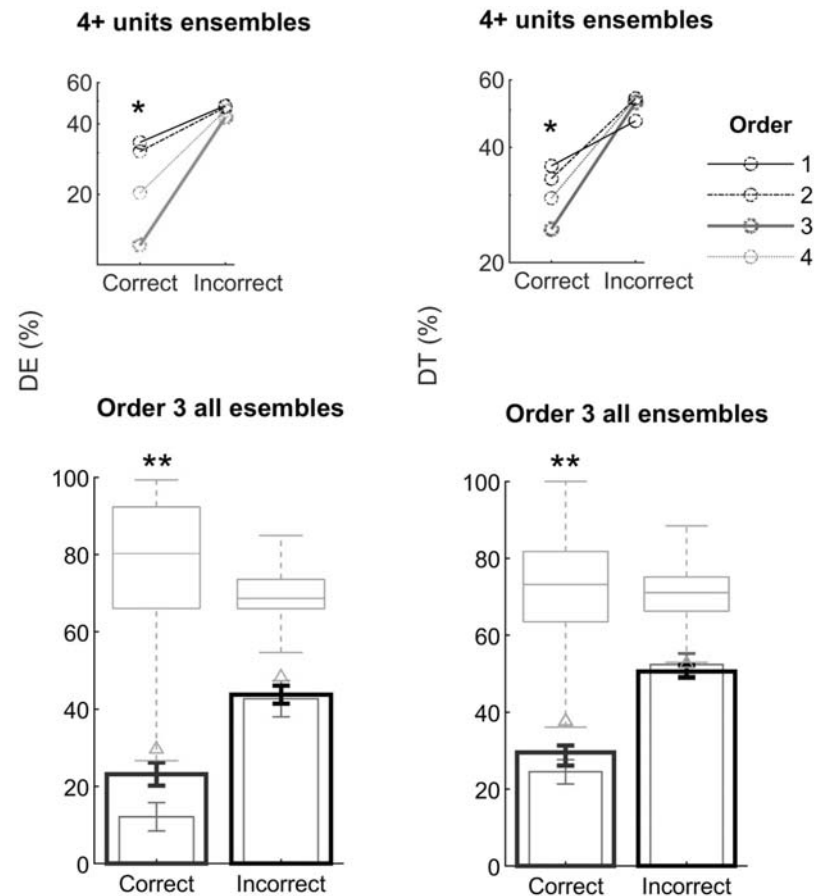 4+ units ensembles
60
40
20
*
Correct Incorrect
4+ units ensembles
60
40
20
*
Correct Incorrect
Order
1
2
3
4
DE (%)
DT (%)
Order 3 all esembles
**
100
80
60
40
20
0
Correct Incorrect
Order 3 all ensembles
**
100
80
60
40
20
0
Correct Incorrect